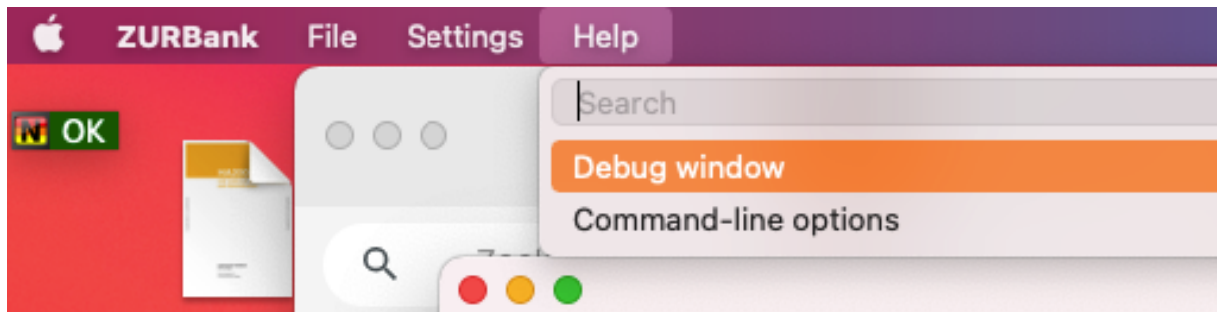 ZURBank File Settings Help
Search
N OK
Debug window
Command-line options